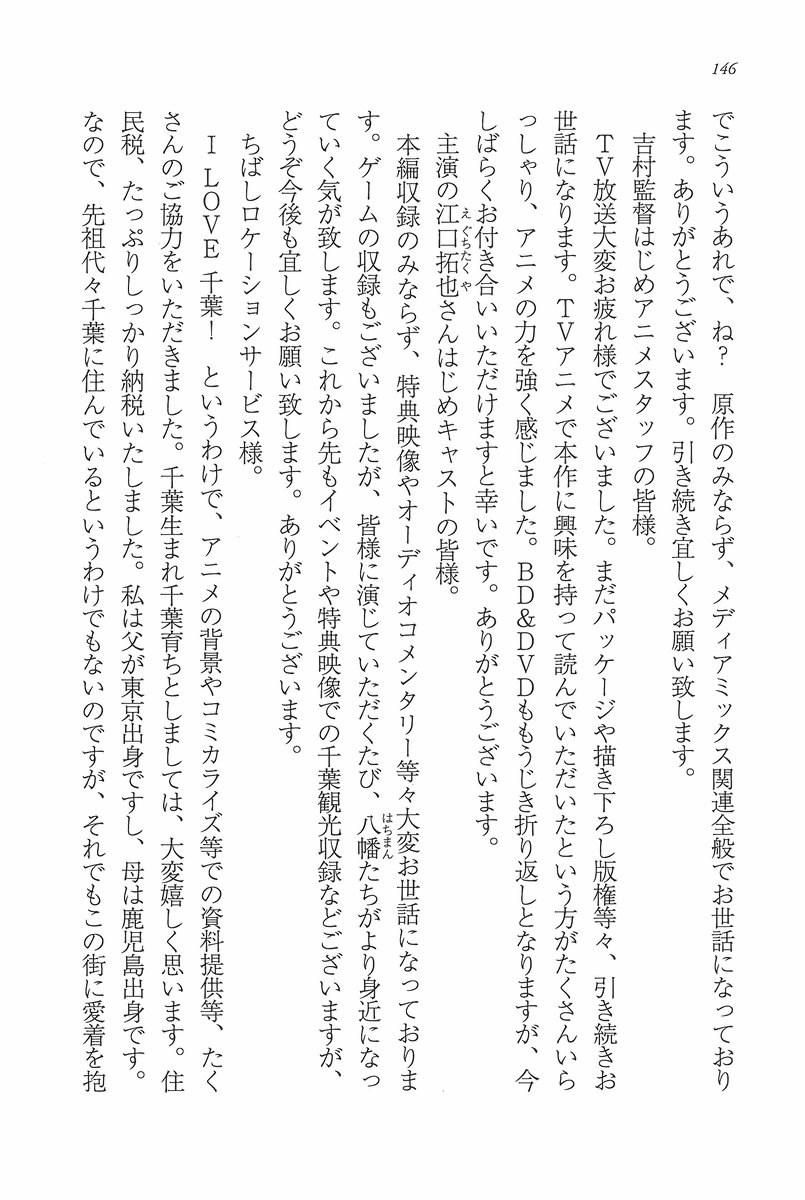 146
でこういうあれで、ね？　原作のみならず、メディアミックス関連全般でお世話になっており
ます。ありがとうございます。引き続き宜しくお願い致します。
吉村監督はじめアニメスタッフの皆様。
ＴＶ放送大変お疲れ様でございました。まだパッケージや描き下ろし版権等々、引き続きお
世話になります。ＴＶアニメで本作に興味を持って読んでいただいたという方がたくさんいら
っしゃり、アニメの力を強く感じました。ＢＤ＆ＤＶＤももうじき折り返しとなりますが、今
しばらくお付き合いいただけますと幸いです。ありがとうございます。
主演の江口拓也さんはじめキャストの皆様。
えぐちたくや
本編収録のみならず、特典映像やオーディオコメンタリー等々大変お世話になっておりま
す。ゲームの収録もございましたが、皆様に演じていただくたび、八幡たちがより身近になっ
はちまん
ていく気が致します。これから先もイベントや特典映像での千葉観光収録などございますが、
どうぞ今後も宜しくお願い致します。ありがとうございます。
ちばしロケーションサービス様。
I LOVE 千葉！　というわけで、アニメの背景やコミカライズ等での資料提供等、たく
さんのご協力をいただきました。千葉生まれ千葉育ちとしましては、大変嬉しく思います。住
民税、たっぷりしっかり納税いたしました。私は父が東京出身ですし、母は鹿児島出身です。
なので、先祖代々千葉に住んでいるというわけでもないのですが、それでもこの街に愛着を抱